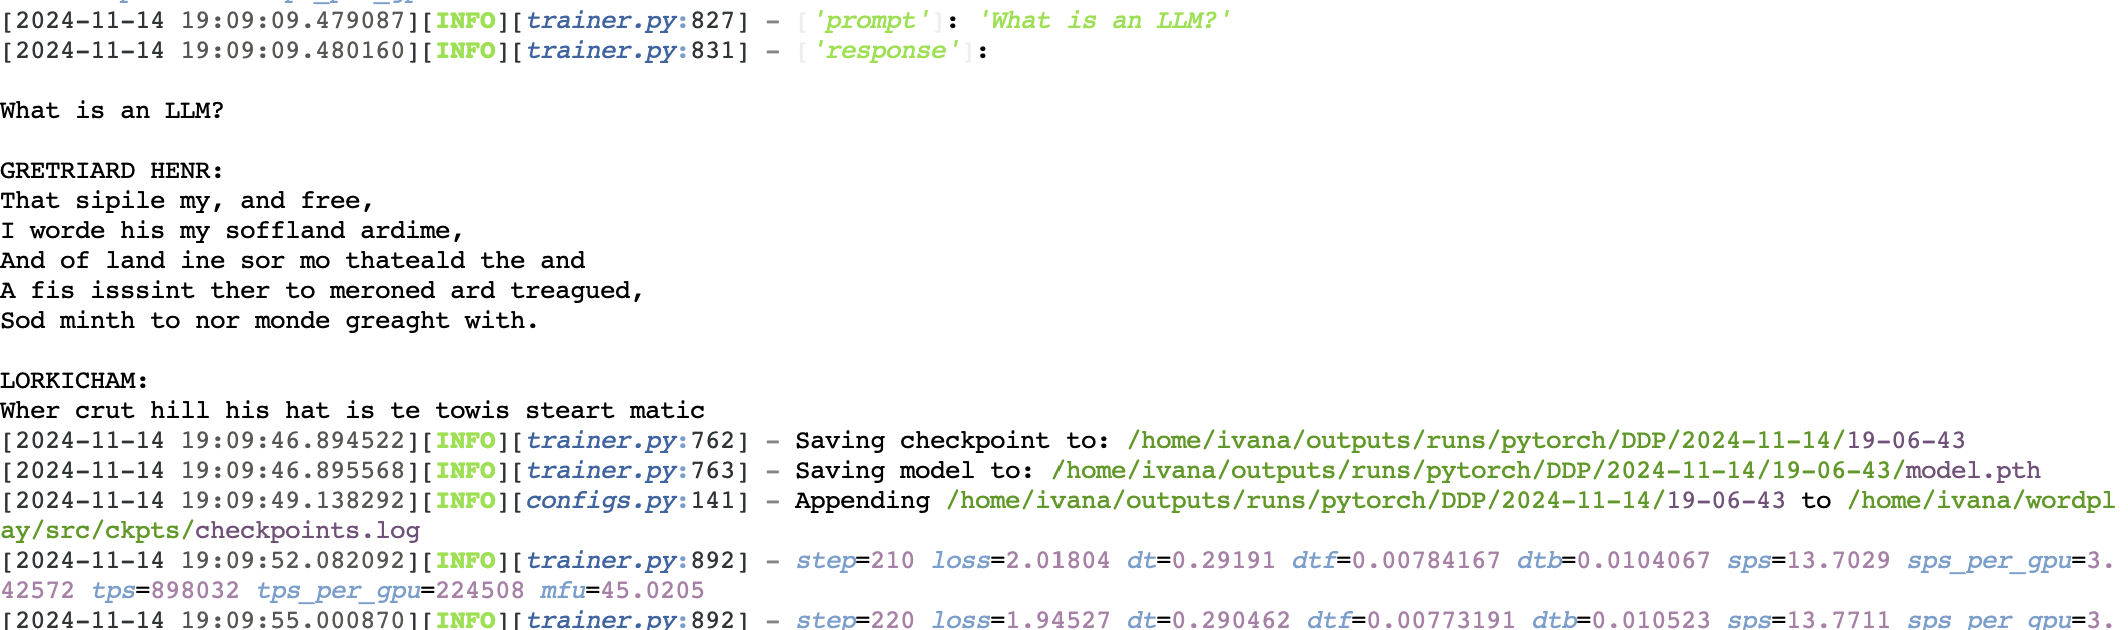 [2024-11-14 19:09:09.479087][INFO][trainer.py:827] - ['prompt']: 'What is an LLM?'
[2024-11-14 19:09:09.480160][INFO][trainer.py:831] - ['response']:
What is an LLM?
GRETRIARD HENR:
That sipile my, and free,
I worde his my soffland ardime,
And of land ine sor mo thateald the and
A fis isssint ther to meroned ard treagued,
Sod minth to nor monde greaght with.
LORKICHAM:
Wher crut hill his hat is te towis steart matic
[2024-11-14 19:09:46.894522][INFO][trainer.py:762] - Saving checkpoint to: /home/ivana/outputs/runs/pytorch/DDP/2024-11-14/19-06-43
[2024-11-14 19:09:46.895568][INFO][trainer.py:763] - Saving model to: /home/ivana/outputs/runs/pytorch/DDP/2024-11-14/19-06-43/model.pth
[2024-11-14 19:09:49.138292][INFO][configs.py:141] - Appending /home/ivana/outputs/runs/pytorch/DDP/2024-11-14/19-06-43 to /home/ivana/wordpl
ay/src/ckpts/checkpoints.log
[2024-11-14 19:09:52.082092][INFO][trainer.py:892] - step=210 loss=2.01804 dt=0.29191 dtf=0.00784167 dtb=0.0104067 sps=13.7029 sps_per_gpu=3.
42572 tps=898032 tps_per_gpu=224508 mfu=45.0205
[2024-11-14 19:09:55.000870][INFO][trainer.py:892] - step=220 loss=1.94527 dt=0.290462 dtf=0.00773191 dtb=0.010523 sps=13.7711 sps_per_gpu=3.